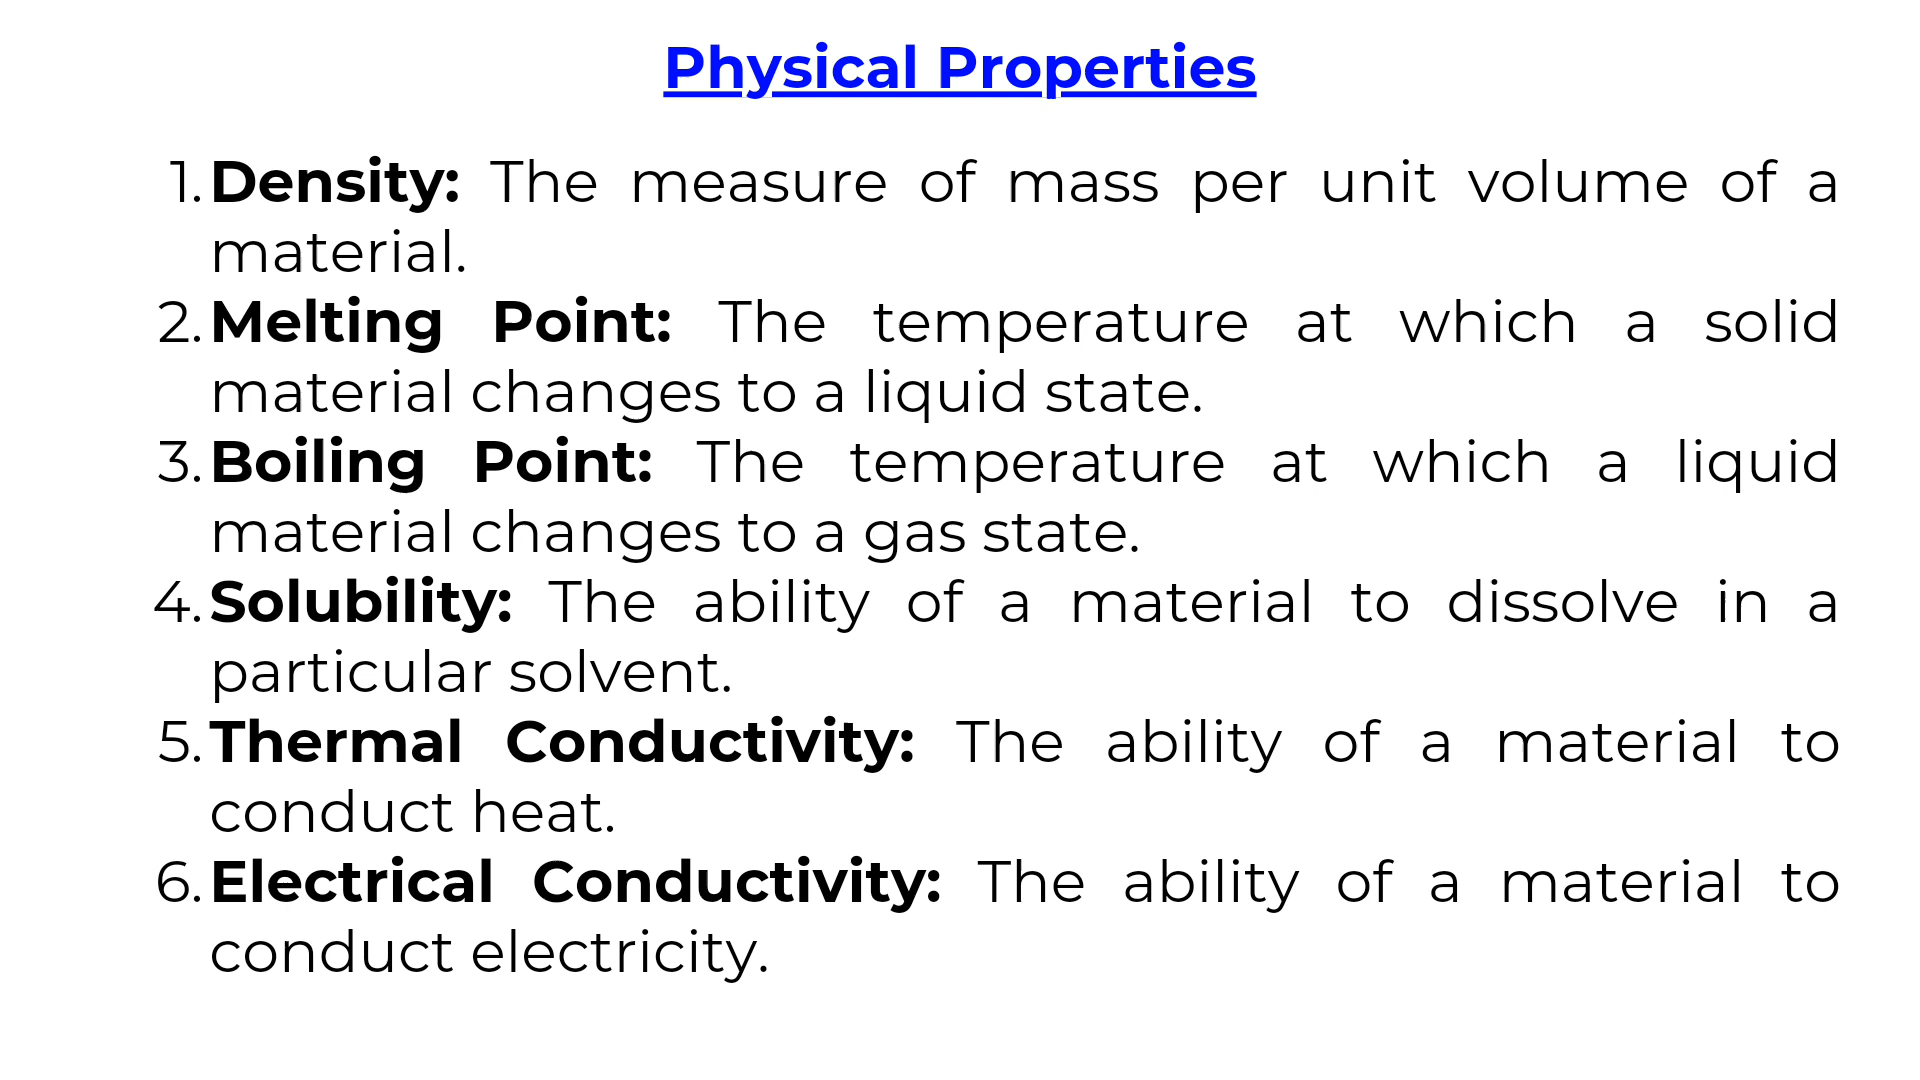 Physical Properties
1. Density: The measure of mass per unit volume of a
material.
2. Melting Point: The temperature at which a solid
material changes to a liquid state.
3. Boiling Point: The temperature at which a liquid
material changes to a gas state.
4. Solubility: The ability of a material to dissolve in a
particular solvent.
5. Thermal Conductivity: The ability of a material to
conduct heat.
6. Electrical Conductivity: The ability of a material to
conduct electricity.